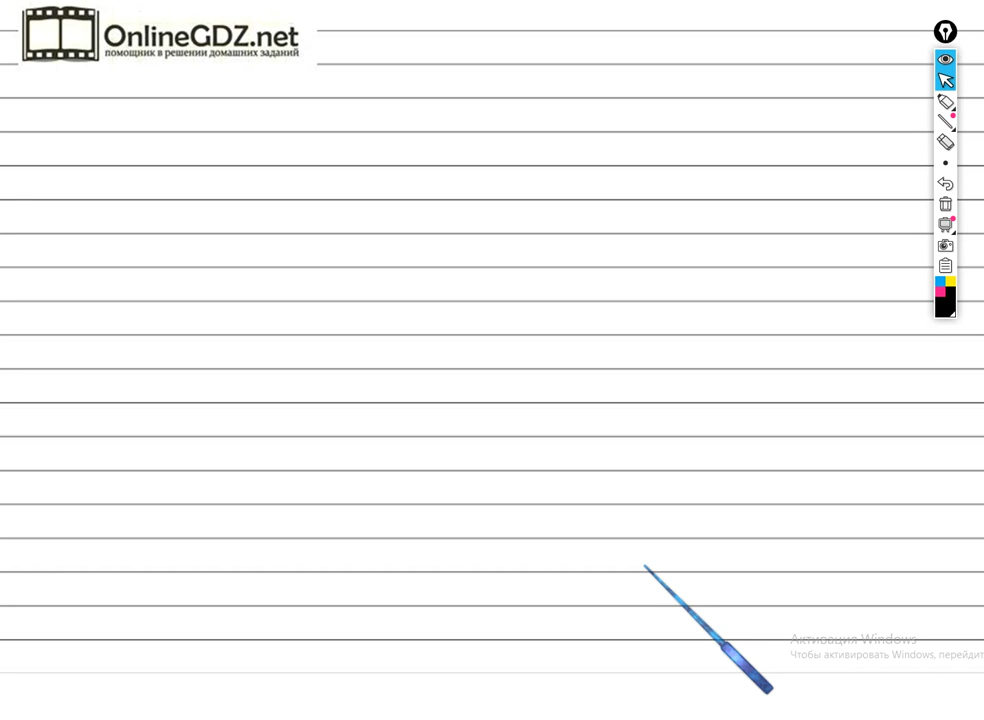 OnlineGDZ.net
помощник в решении домашних заданий
Активация Windows
Чтобы активировать Windows, перейдит